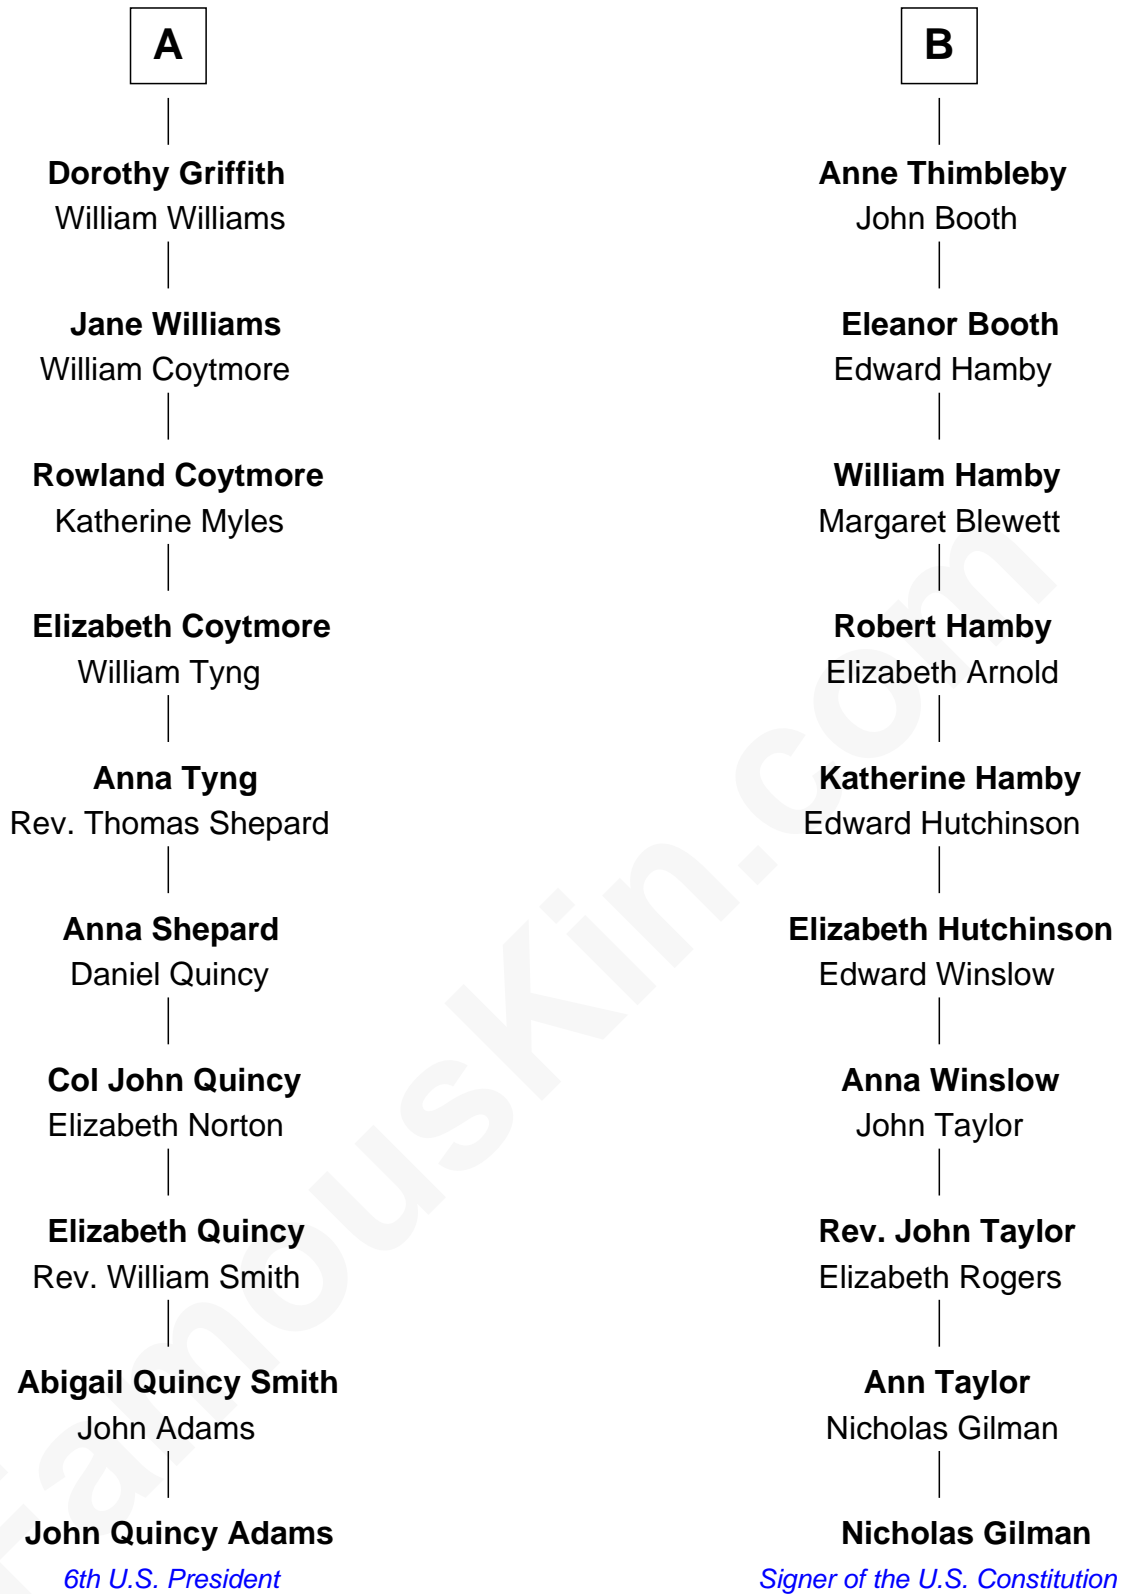 A
Dorothy Griffith
William Williams
Jane Williams
William Coytmore
Rowland Coytmore
Katherine Myles
Elizabeth Coytmore
William Tyng
Anna Tyng
Rev. Thomas Shepard
Anna Shepard
Daniel Quincy
Col John Quincy
Elizabeth Norton
Elizabeth Quincy
Rev. William Smith
Abigail Quincy Smith
John Adams
John Quincy Adams
6th U.S. President
B
Anne Thimbleby
John Booth
Eleanor Booth
Edward Hamby
William Hamby
Margaret Blewett
Robert Hamby
Elizabeth Arnold
Katherine Hamby
Edward Hutchinson
Elizabeth Hutchinson
Edward Winslow
Anna Winslow
John Taylor
Rev. John Taylor
Elizabeth Rogers
Ann Taylor
Nicholas Gilman
Nicholas Gilman
Signer of the U.S. Constitution
FamousKin.com